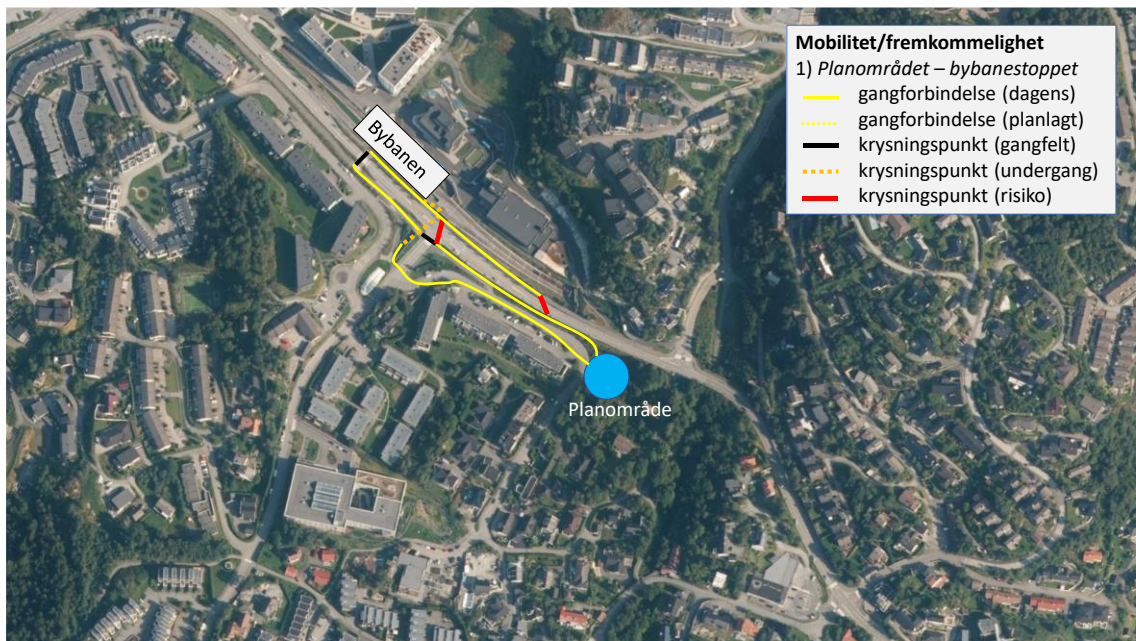 Mobilitet/fremkommelighet
1) Planområdet – bybanestoppet
gangforbindelse (dagens)
gangforbindelse (planlagt)
krysningspunkt (gangfelt)
krysningspunkt (undergang)
krysningspunkt (risiko)
Bybanen
Planområde